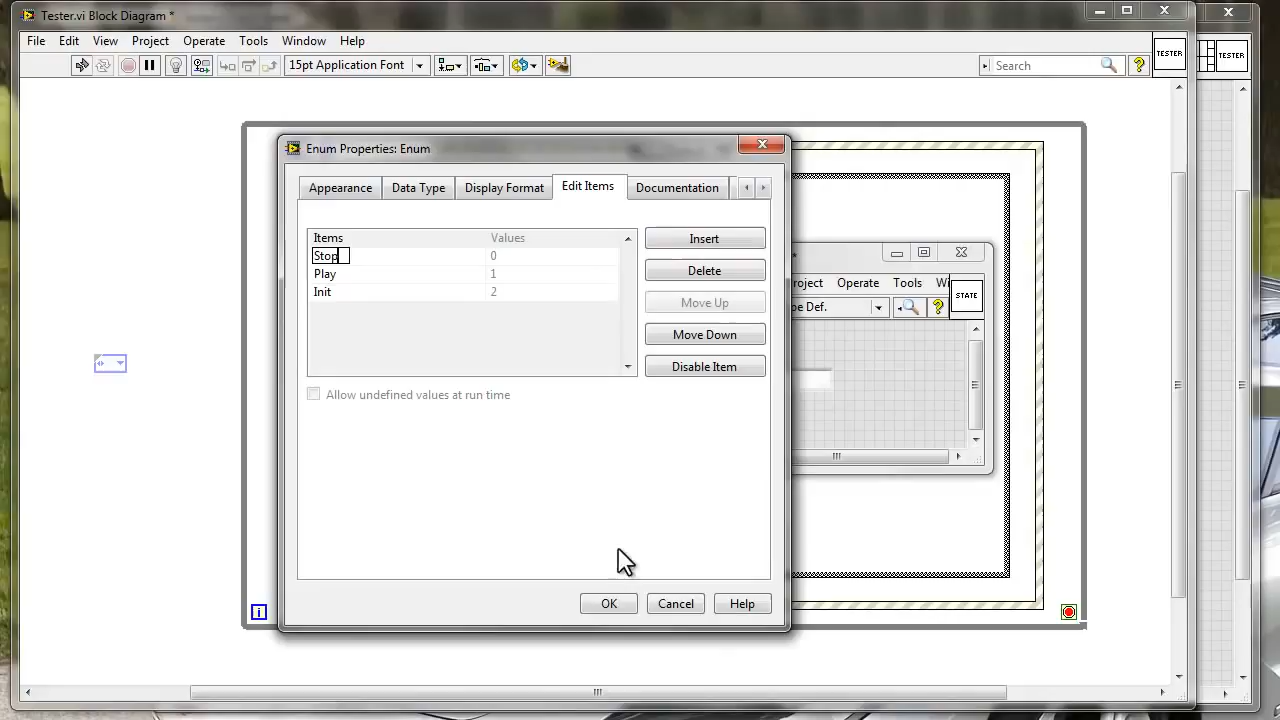 Tester.vi Block Diagram *
File Edit View Project Operate Tools Window Help
15pt Application Font
Search
?
TESTER
TESTER
Enum Properties: Enum
Appearance Data Type Display Format Edit Items Documentation
Items Values
Stop 0
Play 1
Init 2
Insert
Delete
Move Up
Move Down
Disable Item
Allow undefined values at run time
OK Cancel Help
roject Operate Tools Wi
pe Def.
?
STATE
i